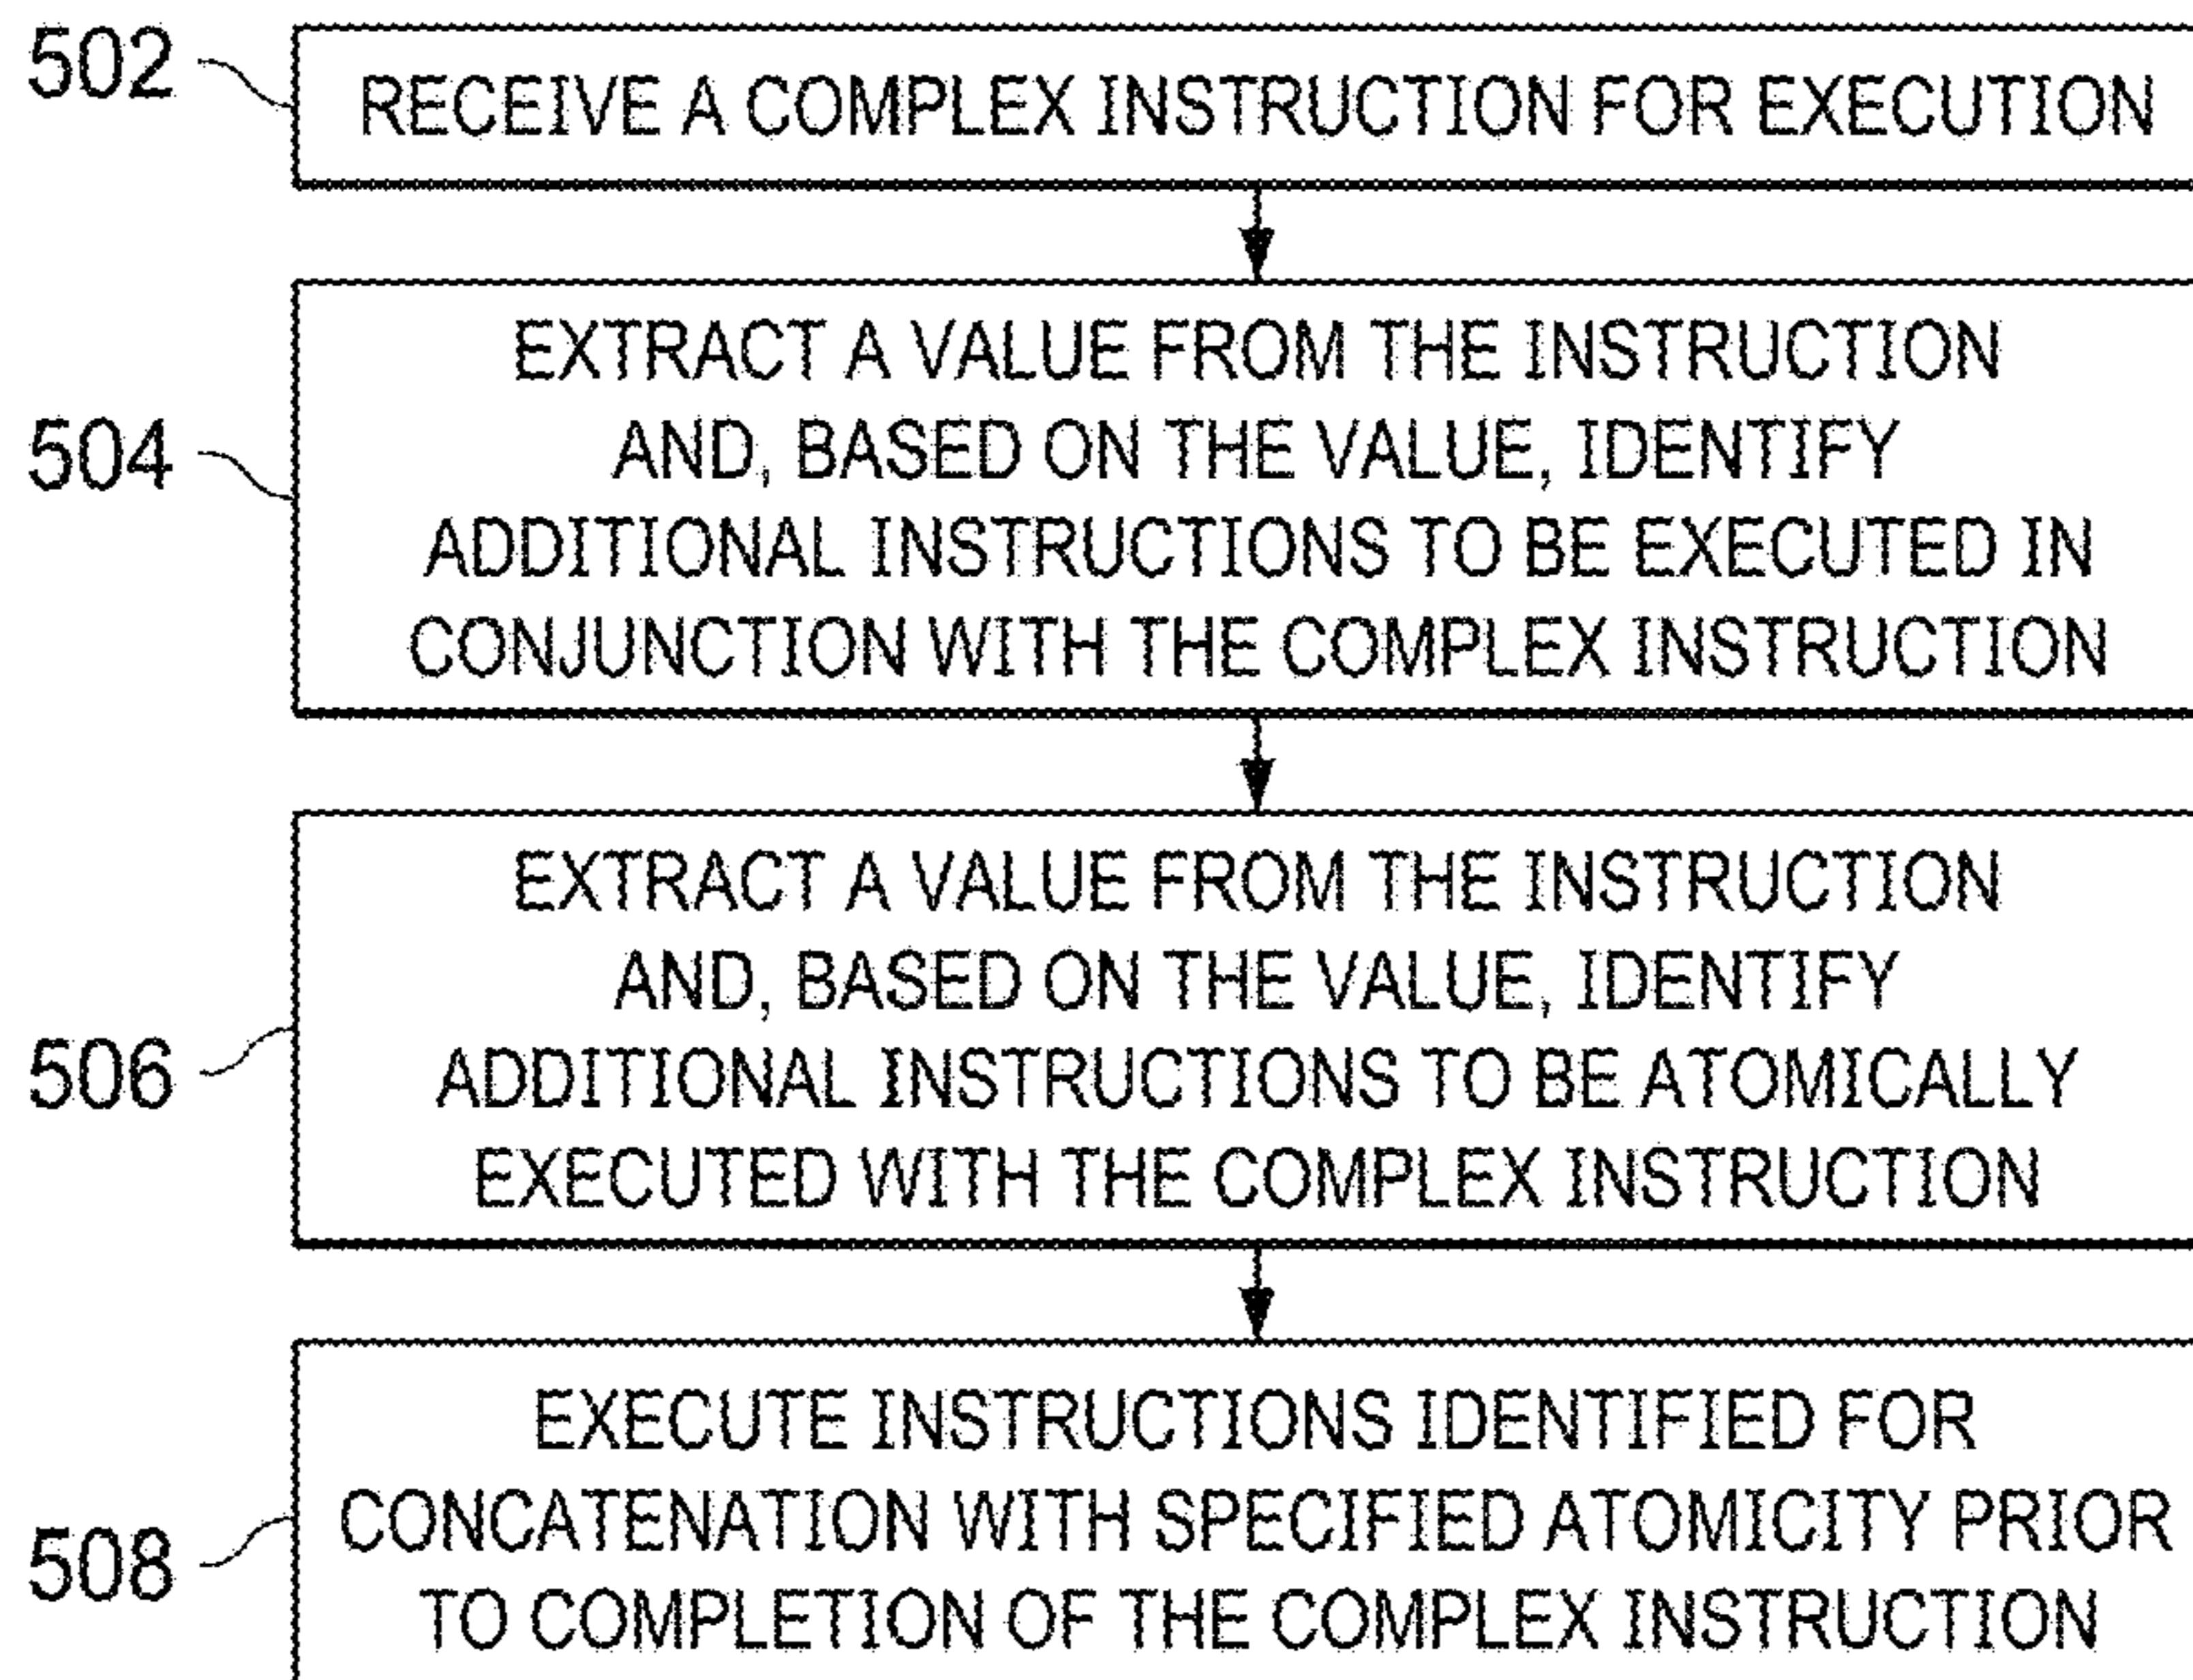 502
RECEIVE A COMPLEX INSTRUCTION FOR EXECUTION
504
EXTRACT A VALUE FROM THE INSTRUCTION
AND, BASED ON THE VALUE, IDENTIFY
ADDITIONAL INSTRUCTIONS TO BE EXECUTED IN
CONJUNCTION WITH THE COMPLEX INSTRUCTION
506
EXTRACT A VALUE FROM THE INSTRUCTION
AND, BASED ON THE VALUE, IDENTIFY
ADDITIONAL INSTRUCTIONS TO BE ATOMICALLY
EXECUTED WITH THE COMPLEX INSTRUCTION
508
EXECUTE INSTRUCTIONS IDENTIFIED FOR
CONCATENATION WITH SPECIFIED ATOMICITY PRIOR
TO COMPLETION OF THE COMPLEX INSTRUCTION